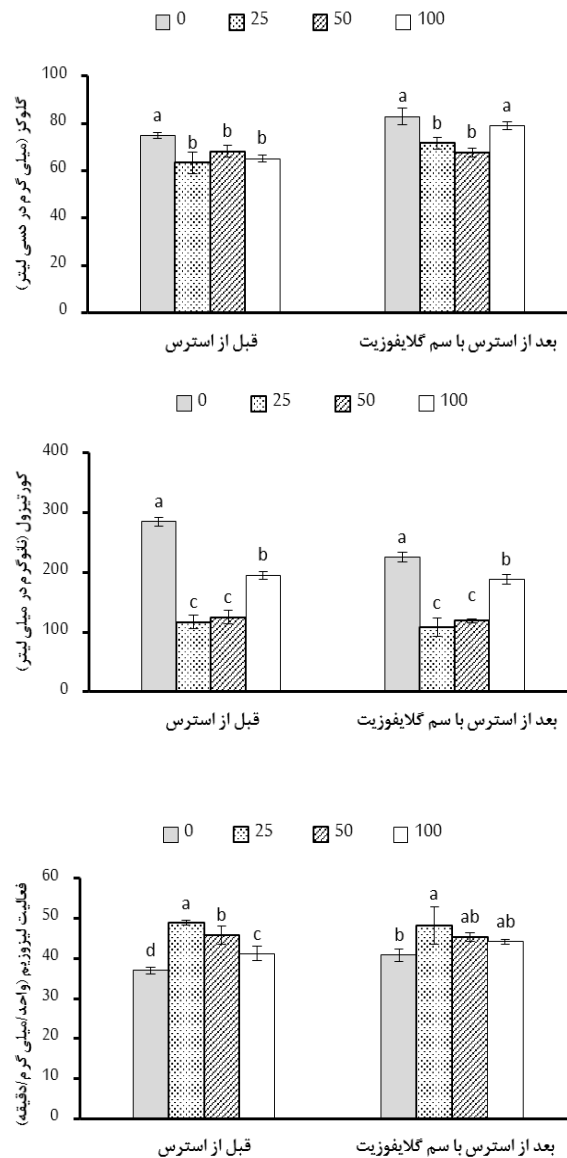 0 25 50 100
گلوکز (میلی گرم در دسی لیتر)
100
80
60
40
20
0
a b b b a b b a
قبل از استرس بعد از استرس با سم گلایفوزیت
0 25 50 100
کورتیزول (نانوگرم در میلی لیتر)
400
300
200
100
0
a c c b a c c b
قبل از استرس بعد از استرس با سم گلایفوزیت
0 25 50 100
فعالیت لیزوزیم (واحد/میلی گرم/دقیقه)
60
50
40
30
20
10
0
d a b c b a ab ab
قبل از استرس بعد از استرس با سم گلایفوزیت